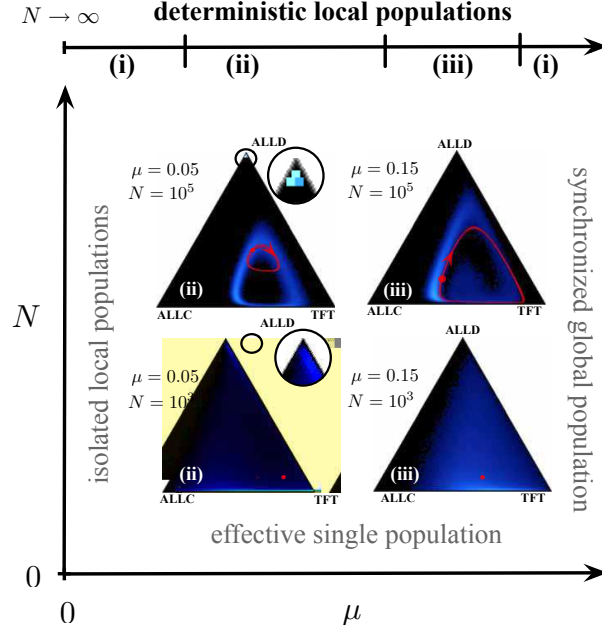 N → ∞
deterministic local populations
(i) (ii) (iii) (i)
ALLD
μ = 0.05
N = 10^5
(ii)
ALLC TFT
ALLD
μ = 0.15
N = 10^5
(iii)
ALLC TFT
ALLD
μ = 0.05
N = 10^3
(ii)
ALLC TFT
ALLD
μ = 0.15
N = 10^3
(iii)
ALLC TFT
isolated local populations
synchronized global population
effective single population
N
0
0
μ